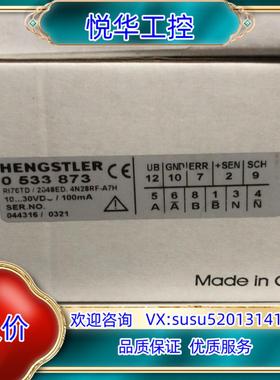 悦华工控
HENGSTLER
0 533 873
RI76TD / 2048ED. 4N28RF-A7H
10...30VDC / 100mA
SER.NO.
044316 / 0321
UB GND ERR +SEN SCH
12 10 7 2 9
5 6 8 1 3 4
A A̅ B B̅ N N̅
Made in G
价
欢迎咨询 VX:susu52013141
品质保证 优质服务